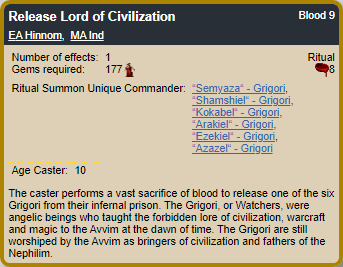 Release Lord of Civilization Blood 9
EA Hinnom, MA Ind
Number of effects: 1 Ritual
Gems required: 177 8
Ritual Summon Unique Commander: "Semyaza" - Grigori,
"Shamshiel" - Grigori,
"Kokabel" - Grigori,
"Arakiel" - Grigori,
"Ezekiel" - Grigori,
"Azazel" - Grigori
Age Caster: 10
The caster performs a vast sacrifice of blood to release one of the six
Grigori from their infernal prison. The Grigori, or Watchers, were
angelic beings who taught the forbidden lore of civilization, warcraft
and magic to the Avvim at the dawn of time. The Grigori are still
worshiped by the Avvim as bringers of civilization and fathers of the
Nephilim.